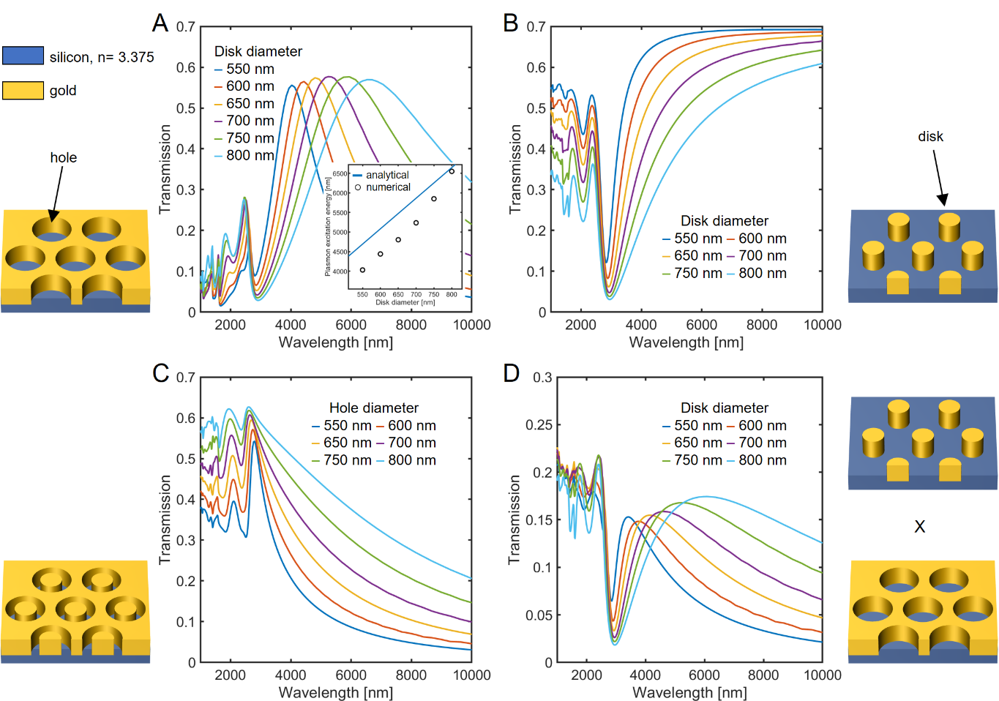 silicon, n= 3.375
gold
hole
A
Transmission
0.7
0.6
0.5
0.4
0.3
0.2
0.1
0
2000
4000
6000
8000
10000
Wavelength [nm]
Disk diameter
550 nm
600 nm
650 nm
700 nm
750 nm
800 nm
Plasmon excitation energy [nm]
6500
6000
5500
5000
4500
4000
analytical
numerical
550
600
650
700
750
800
Disk diameter [nm]
B
Transmission
0.7
0.6
0.5
0.4
0.3
0.2
0.1
0
2000
4000
6000
8000
10000
Wavelength [nm]
Disk diameter
550 nm 600 nm
650 nm 700 nm
750 nm 800 nm
disk
C
Transmission
0.7
0.6
0.5
0.4
0.3
0.2
0.1
0
2000
4000
6000
8000
10000
Wavelength [nm]
Hole diameter
550 nm 600 nm
650 nm 700 nm
750 nm 800 nm
D
Transmission
0.3
0.25
0.2
0.15
0.1
0.05
0
2000
4000
6000
8000
10000
Wavelength [nm]
Disk diameter
550 nm 600 nm
650 nm 700 nm
750 nm 800 nm
X